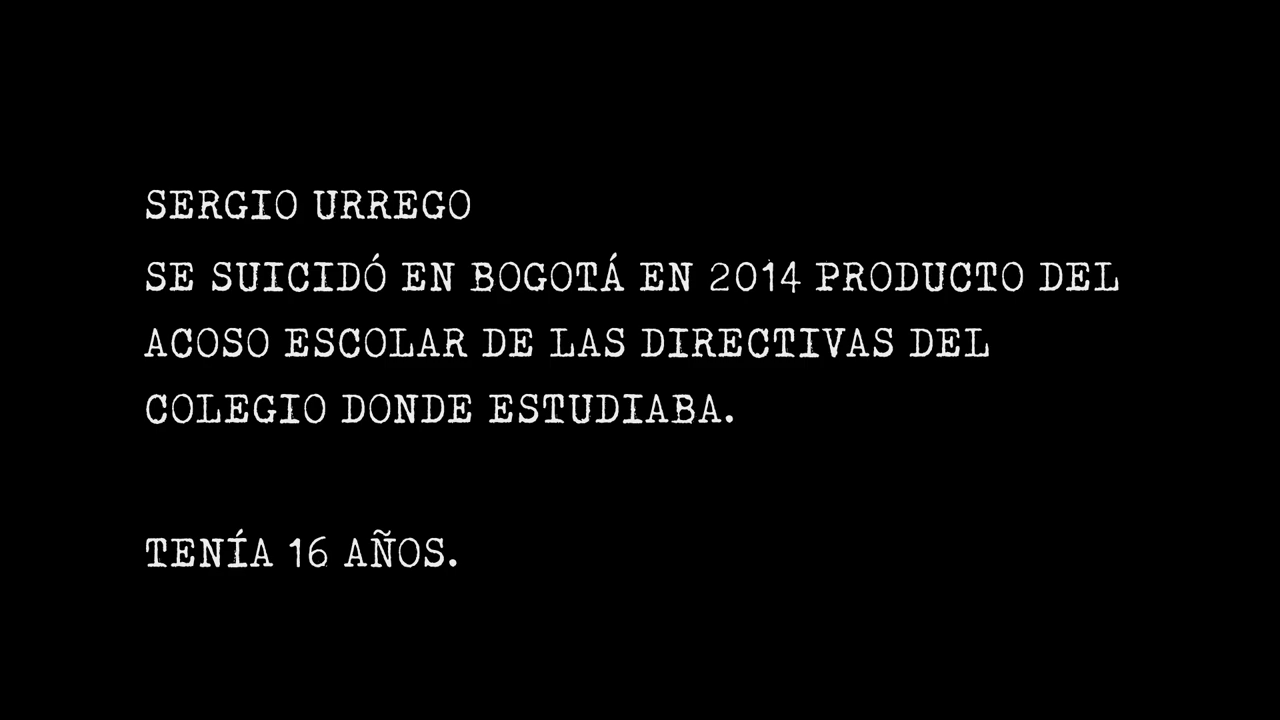 SERGIO URREGO
SE SUICIDÓ EN BOGOTÁ EN 2014 PRODUCTO DEL
ACOSO ESCOLAR DE LAS DIRECTIVAS DEL
COLEGIO DONDE ESTUDIABA.
TENÍA 16 AÑOS.